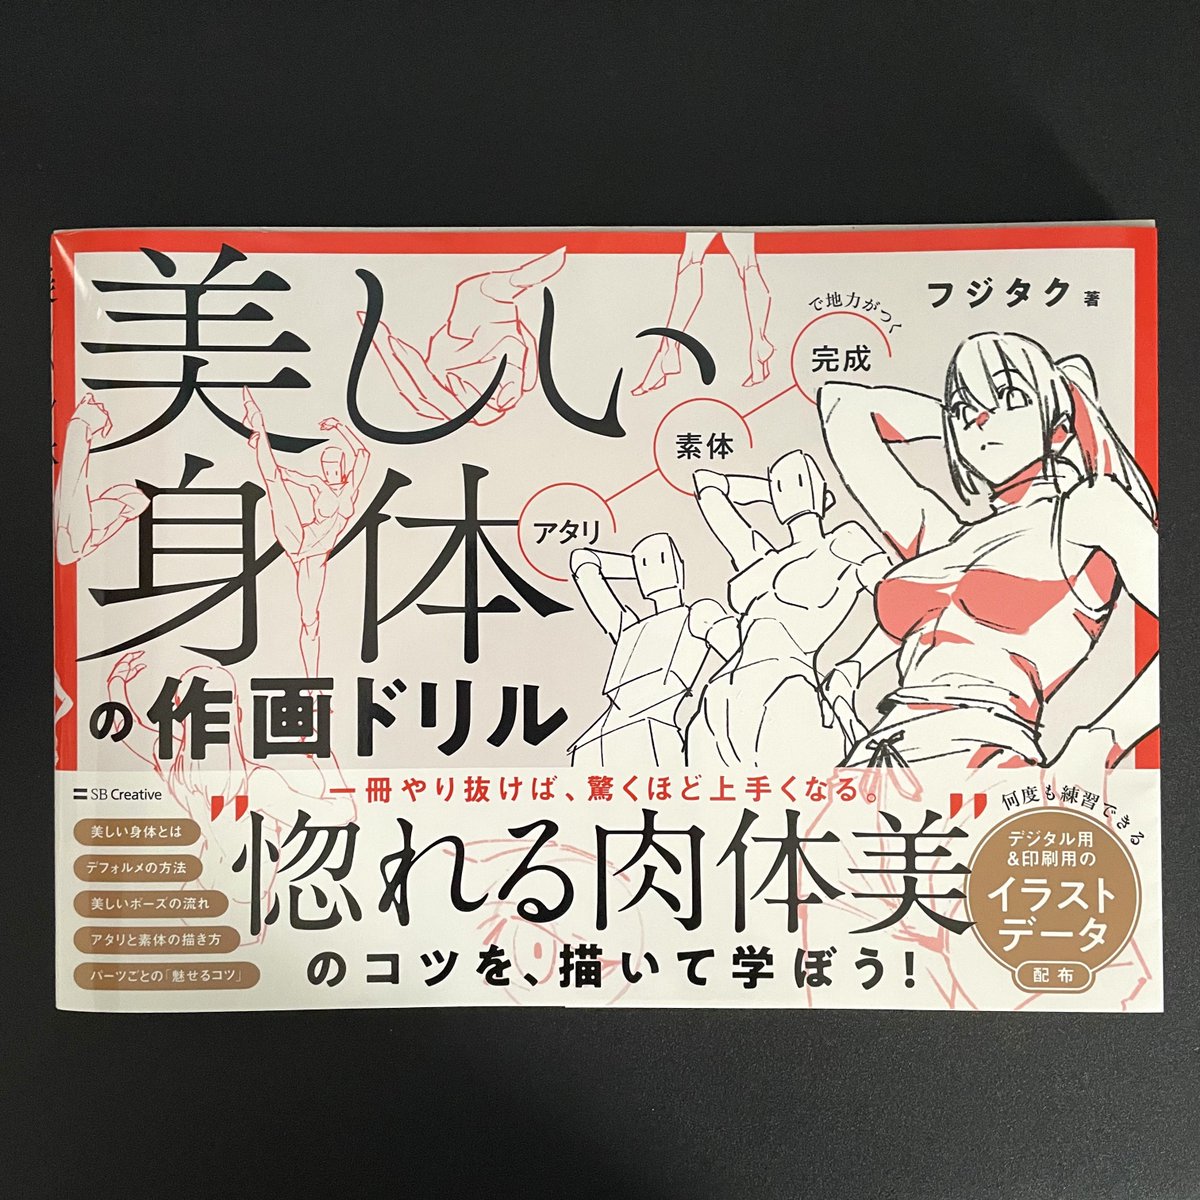 美しい
身体
の作画ドリル
フジタク 著
で地力がつく
完成
素体
アタリ
SB Creative
一冊やり抜けば、驚くほど上手くなる。
"惚れる肉体美"
のコツを、描いて学ぼう!
美しい身体とは
デフォルメの方法
美しいポーズの流れ
アタリと素体の描き方
パーツごとの「魅せるコツ」
何度も練習できる
デジタル用
&印刷用の
イラスト
データ
配布